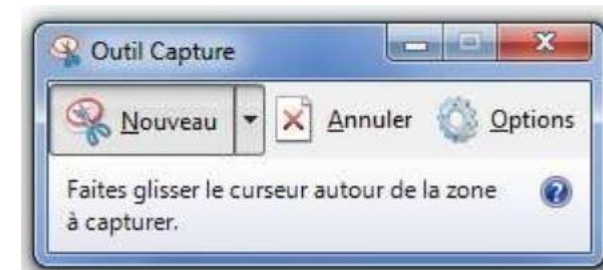 Outil Capture
Nouveau Annuler Options
Faites glisser le curseur autour de la zone
à capturer.